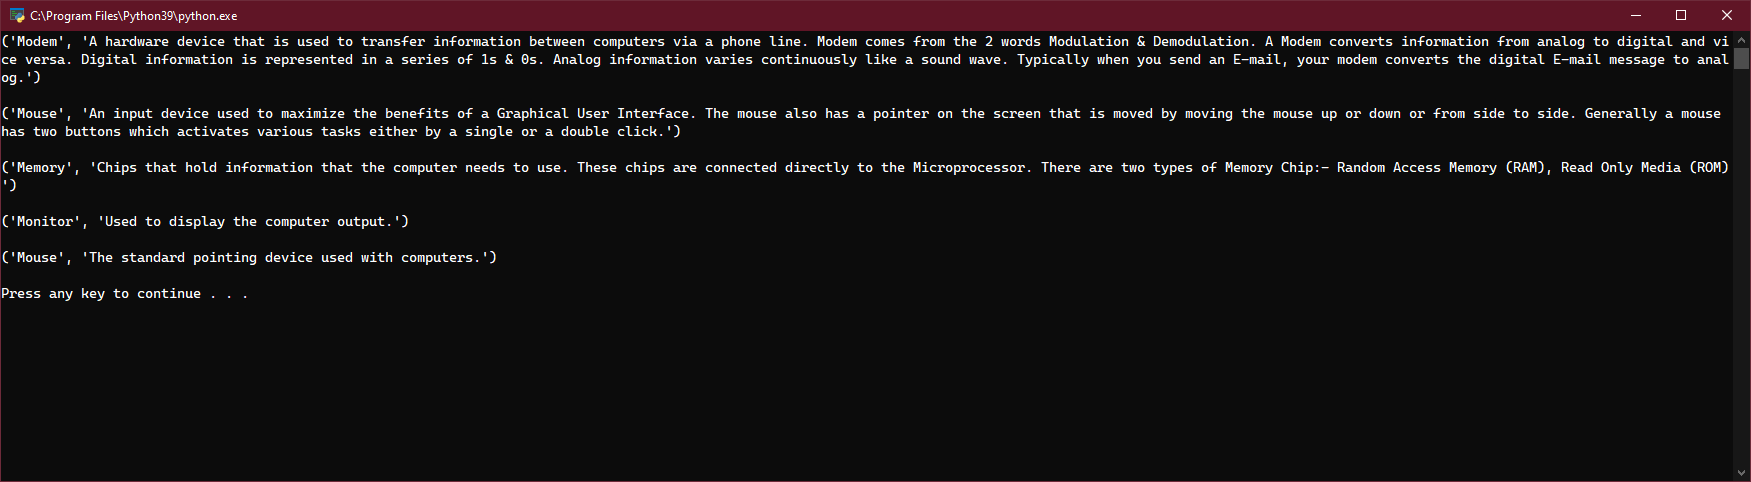 C:\Program Files\Python39\python.exe
('Modem', 'A hardware device that is used to transfer information between computers via a phone line. Modem comes from the 2 words Modulation & Demodulation. A Modem converts information from analog to digital and vi
ce versa. Digital information is represented in a series of 1s & 0s. Analog information varies continuously like a sound wave. Typically when you send an E-mail, your modem converts the digital E-mail message to anal
og.')
('Mouse', 'An input device used to maximize the benefits of a Graphical User Interface. The mouse also has a pointer on the screen that is moved by moving the mouse up or down or from side to side. Generally a mouse
has two buttons which activates various tasks either by a single or a double click.')
('Memory', 'Chips that hold information that the computer needs to use. These chips are connected directly to the Microprocessor. There are two types of Memory Chip:- Random Access Memory (RAM), Read Only Media (ROM)
')
('Monitor', 'Used to display the computer output.')
('Mouse', 'The standard pointing device used with computers.')
Press any key to continue . . .